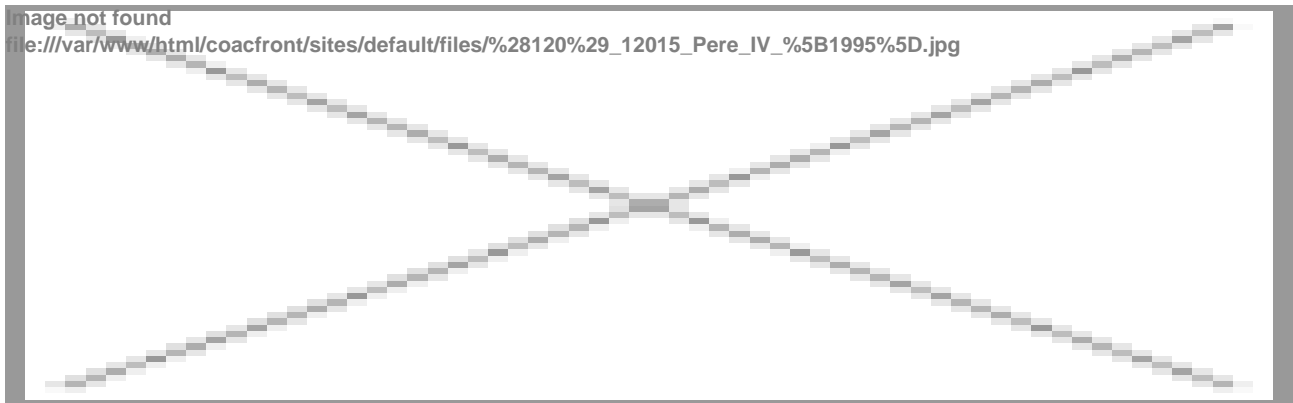 Image not found
file:///var/www/html/coacfront/sites/default/files/%28120%29_12015_Pere_IV_%5B1995%5D.jpg